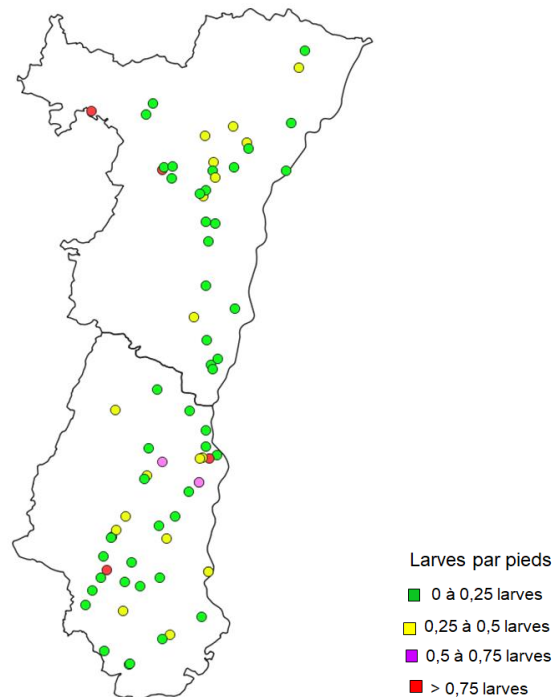 Larves par pieds
0 à 0,25 larves
0,25 à 0,5 larves
0,5 à 0,75 larves
> 0,75 larves